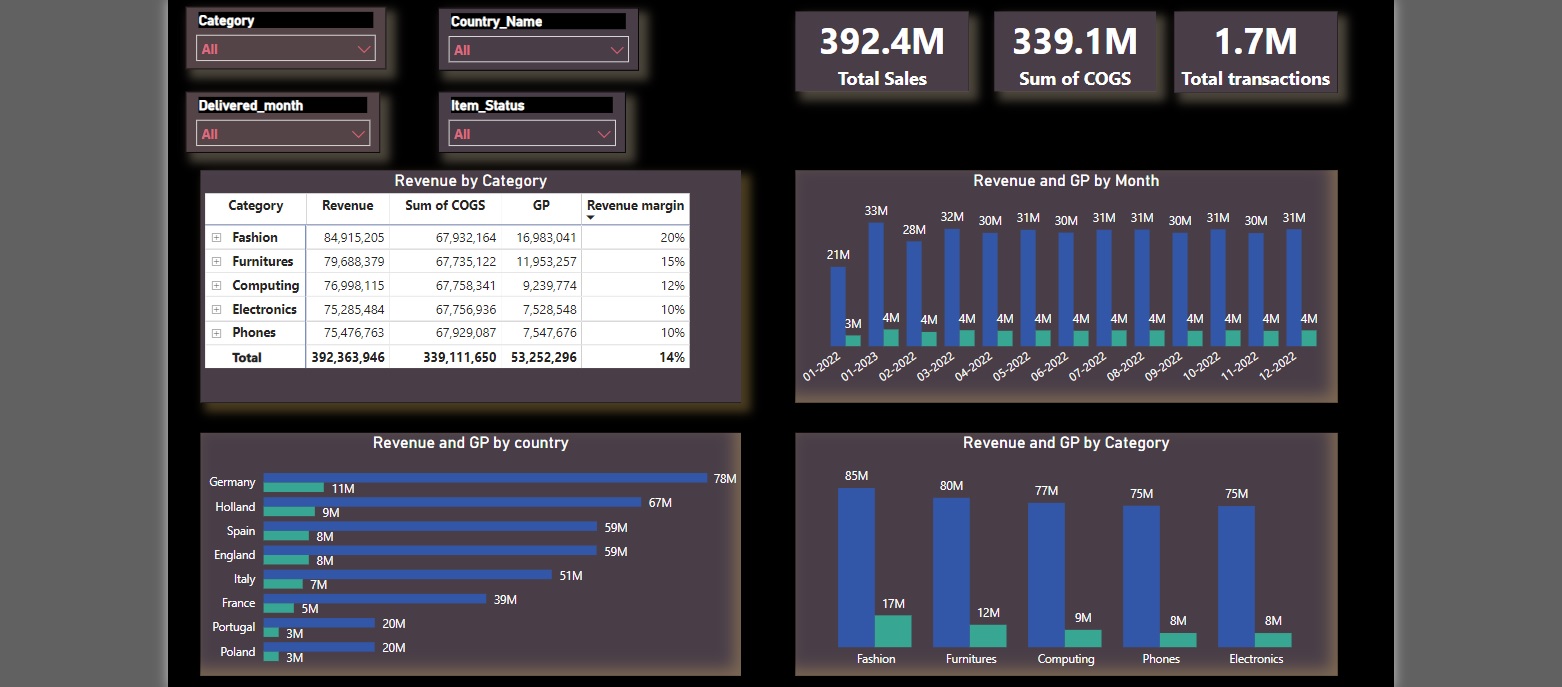 Category
All
Country_Name
All
Delivered_month
All
Item_Status
All
392.4M
Total Sales
339.1M
Sum of COGS
1.7M
Total transactions
Revenue by Category
Category Revenue Sum of COGS GP Revenue margin
Fashion 84,915,205 67,932,164 16,983,041 20%
Furnitures 79,688,379 67,735,122 11,953,257 15%
Computing 76,998,115 67,758,341 9,239,774 12%
Electronics 75,285,484 67,756,936 7,528,548 10%
Phones 75,476,763 67,929,087 7,547,676 10%
Total 392,363,946 339,111,650 53,252,296 14%
Revenue and GP by Month
21M 33M 28M 32M 30M 31M 30M 31M 31M 30M 31M 30M 31M
3M 4M 4M 4M 4M 4M 4M 4M 4M 4M 4M 4M 4M
01-2022 01-2023 02-2022 03-2022 04-2022 05-2022 06-2022 07-2022 08-2022 09-2022 10-2022 11-2022 12-2022
Revenue and GP by country
Germany 78M
11M
Holland 67M
9M
Spain 59M
8M
England 59M
8M
Italy 51M
7M
France 39M
5M
Portugal 20M
3M
Poland 20M
3M
Revenue and GP by Category
85M 80M 77M 75M 75M
17M 12M 9M 8M 8M
Fashion Furnitures Computing Phones Electronics